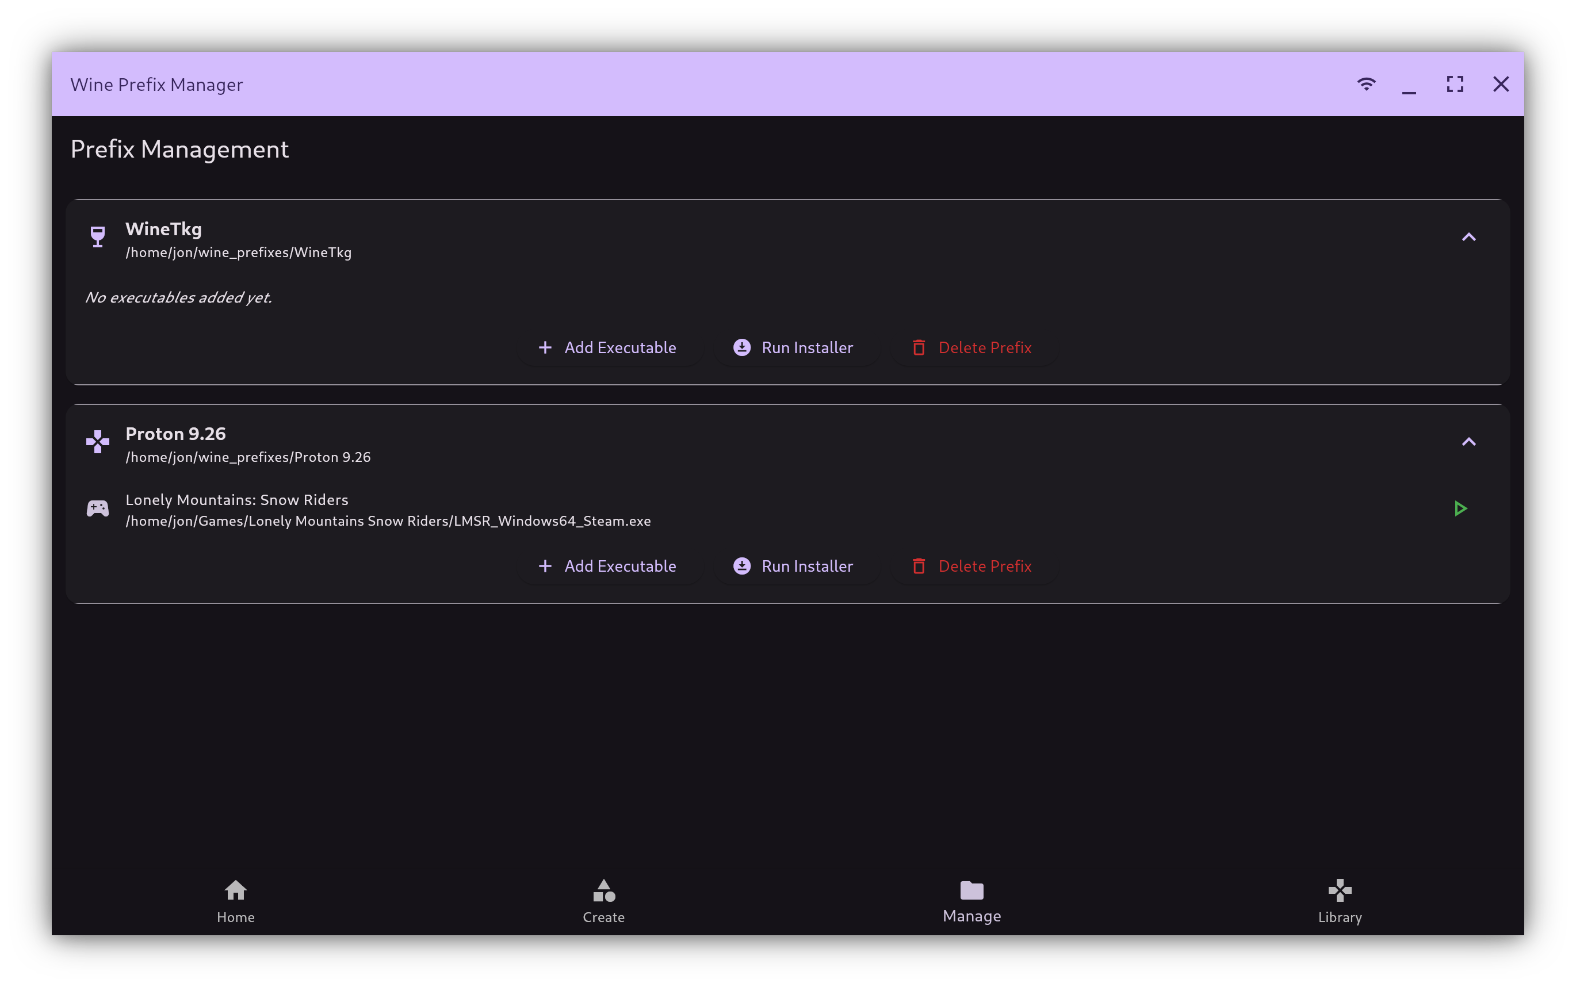 Wine Prefix Manager
Prefix Management
WineTkg
/home/jon/wine_prefixes/WineTkg
No executables added yet.
Add Executable Run Installer Delete Prefix
Proton 9.26
/home/jon/wine_prefixes/Proton 9.26
Lonely Mountains: Snow Riders
/home/jon/Games/Lonely Mountains Snow Riders/LMSR_Windows64_Steam.exe
Add Executable Run Installer Delete Prefix
Home Create Manage Library